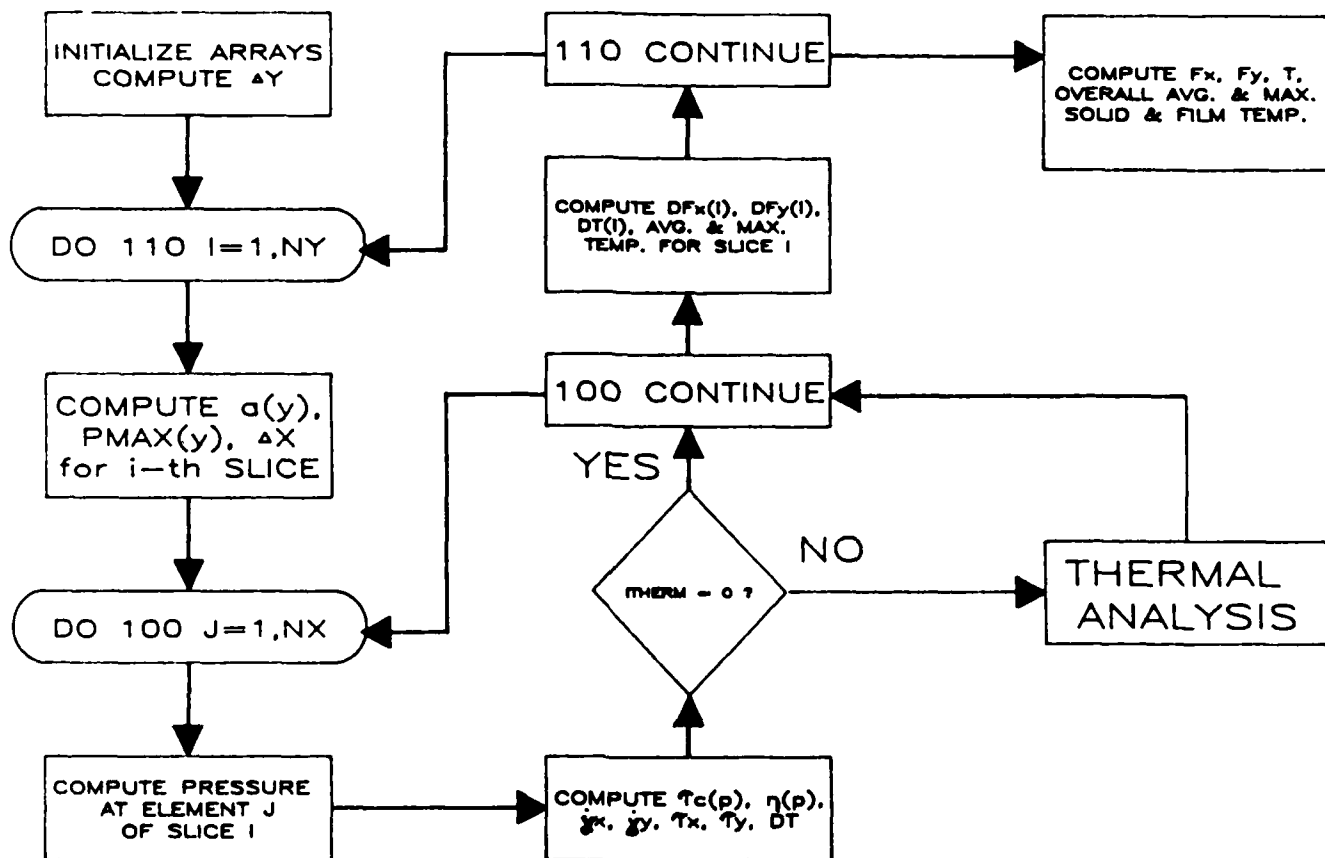 INITIALIZE ARRAYS
COMPUTE ΔY
DO 110 I=1,NY
COMPUTE a(y),
PMAX(y), ΔX
for i-th SLICE
DO 100 J=1,NX
COMPUTE PRESSURE
AT ELEMENT J
OF SLICE I
COMPUTE τc(p), η(p),
γ̇x, γ̇y, τx, τy, DT
ITHERM = 0 ?
YES
NO
THERMAL
ANALYSIS
100 CONTINUE
COMPUTE DFx(I), DFy(I),
DT(I), AVG. & MAX.
TEMP. FOR SLICE I
110 CONTINUE
COMPUTE Fx, Fy, T,
OVERALL AVG. & MAX.
SOLID & FILM TEMP.